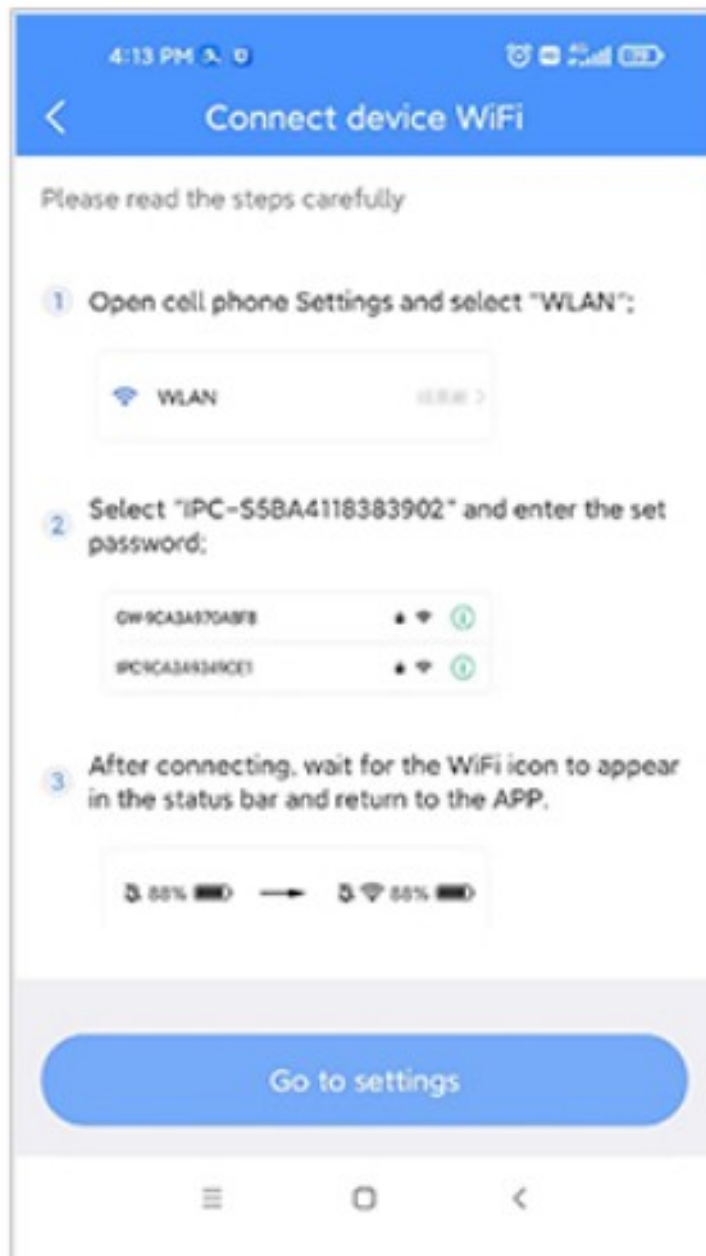 4:13 PM
Connect device WiFi
Please read the steps carefully
1 Open cell phone Settings and select "WLAN";
WLAN
2 Select "IPC-S5BA4118383902" and enter the set
password;
GW-9CA3A970A8FB
3 After connecting, wait for the WiFi icon to appear
in the status bar and return to the APP.
88% 88%
Go to settings